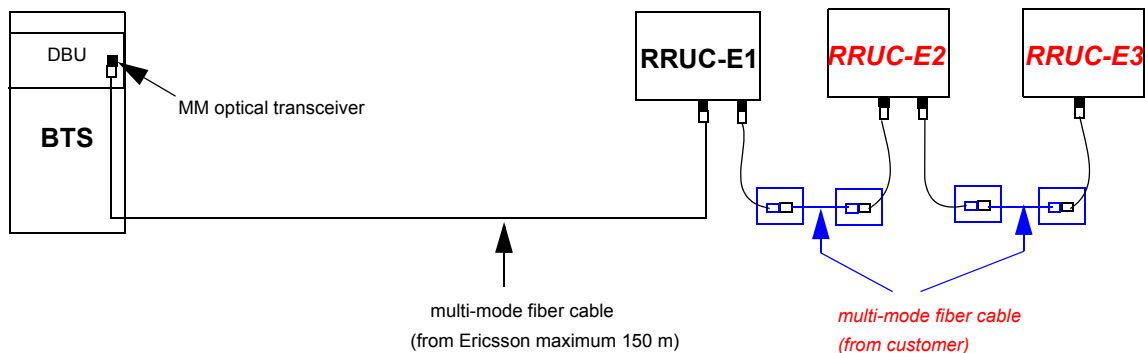 DBU
MM optical transceiver
BTS
RRUC-E1
RRUC-E2
RRUC-E3
multi-mode fiber cable
(from Ericsson maximum 150 m)
multi-mode fiber cable
(from customer)